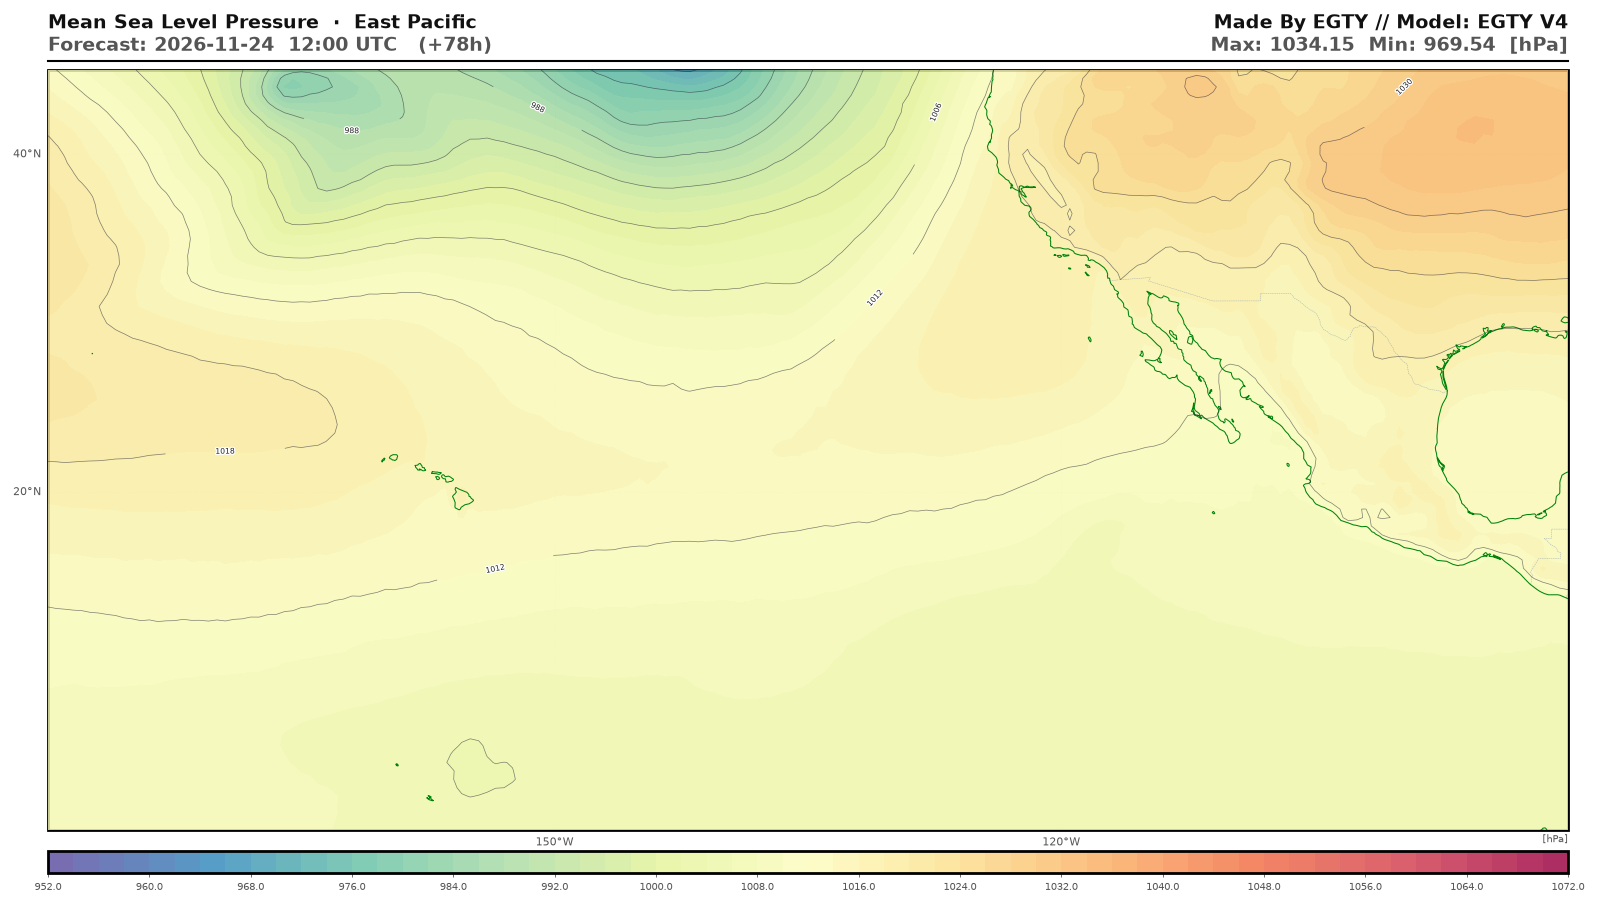 Mean Sea Level Pressure · East Pacific
Made By EGTY // Model: EGTY V4
Forecast: 2026-11-24 12:00 UTC (+78h)
Max: 1034.15 Min: 969.54 [hPa]
1030
988
988
1006
40°N
1012
1018
20°N
1012
150°W
120°W
[hPa]
952.0 960.0 968.0 976.0 984.0 992.0 1000.0 1008.0 1016.0 1024.0 1032.0 1040.0 1048.0 1056.0 1064.0 1072.0